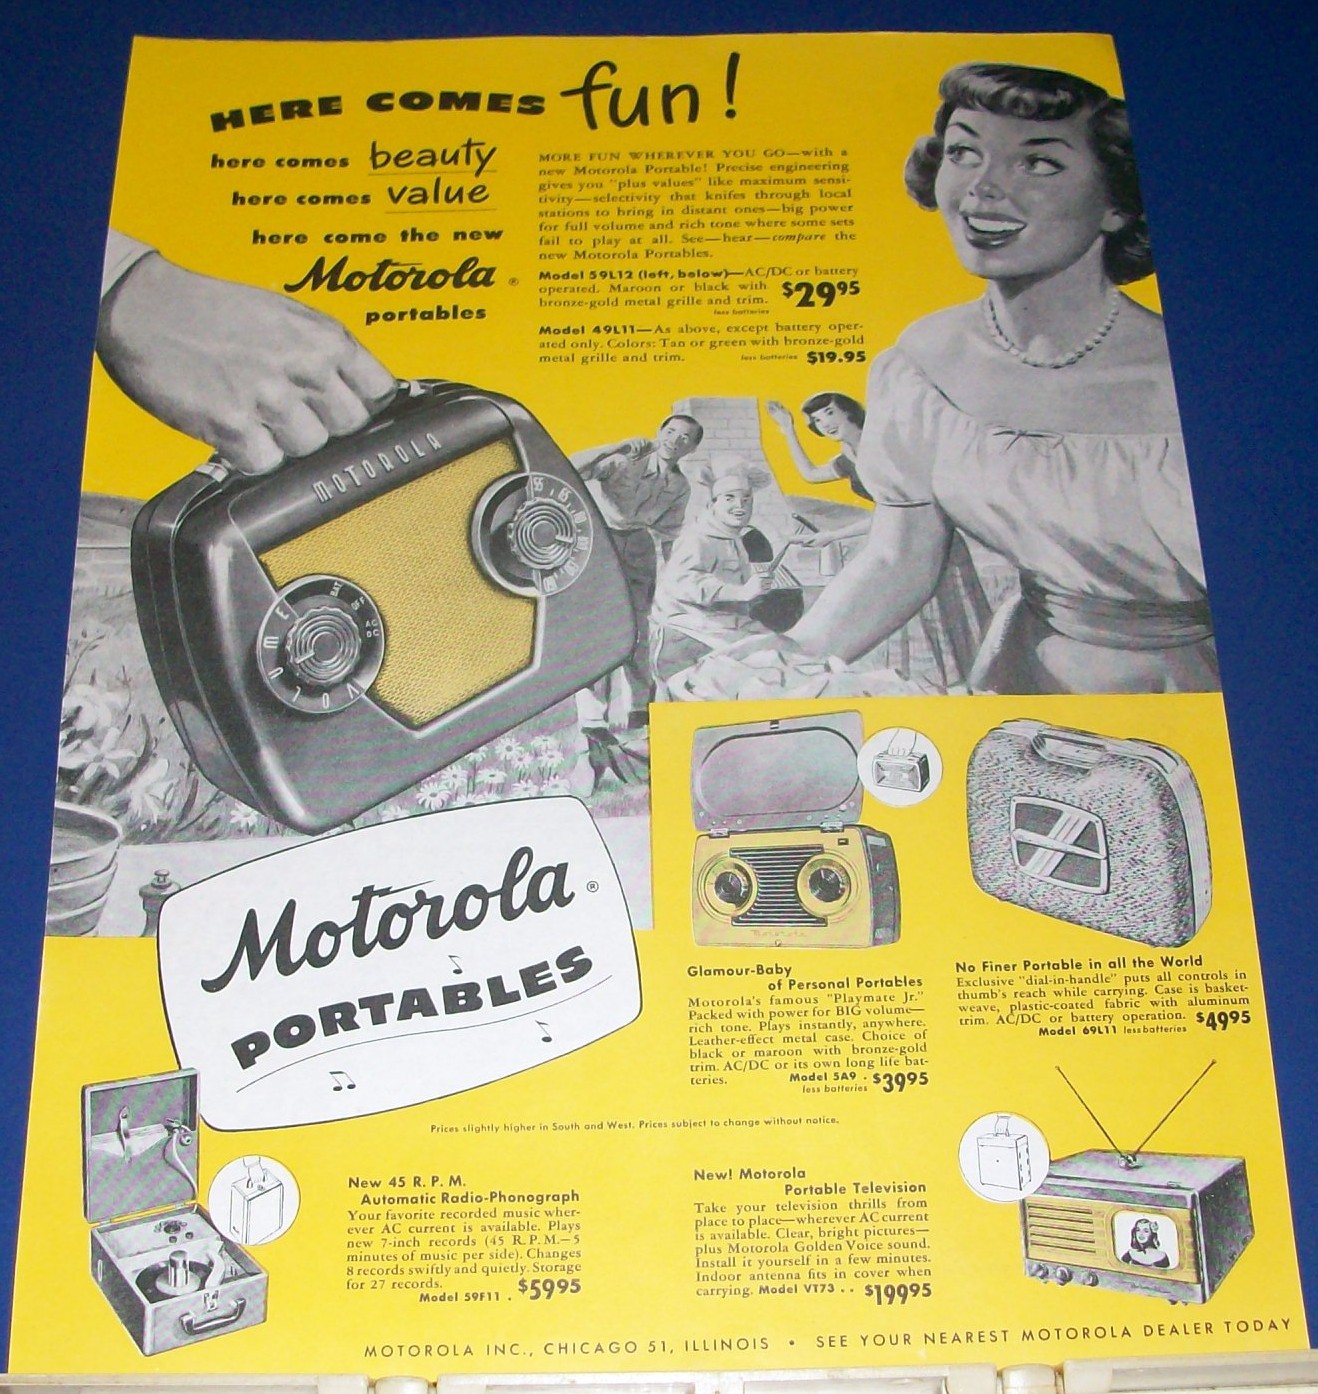 HERE COMES fun!
here comes beauty
here comes value
here come the new
Motorola ®
portables
MORE FUN WHEREVER YOU GO—with a
new Motorola Portable! Precise engineering
gives you "plus values" like maximum sensi-
tivity—selectivity that knifes through local
stations to bring in distant ones—big power
for full volume and rich tone where some sets
fail to play at all. See—hear—compare the
new Motorola Portables.
Model 59L12 (left, below)—AC/DC or battery
operated. Maroon or black with
bronze-gold metal grille and trim. $29.95
less batteries
Model 49L11—As above, except battery oper-
ated only. Colors: Tan or green with bronze-gold
metal grille and trim. less batteries $19.95
MOTOROLA
55 65
BAT
OFF
AC
DC
VOLUME
Motorola ®
PORTABLES
Motorola
Glamour-Baby
of Personal Portables
Motorola's famous "Playmate Jr."
Packed with power for BIG volume—
rich tone. Plays instantly, anywhere.
Leather-effect metal case. Choice of
black or maroon with bronze-gold
trim. AC/DC or its own long life bat-
teries. Model 5A9 . $39.95
less batteries
No Finer Portable in all the World
Exclusive "dial-in-handle" puts all controls in
thumb's reach while carrying. Case is basket-
weave, plastic-coated fabric with aluminum
trim. AC/DC or battery operation. $49.95
Model 69L11 less batteries
Prices slightly higher in South and West. Prices subject to change without notice.
New 45 R. P. M.
Automatic Radio-Phonograph
Your favorite recorded music wher-
ever AC current is available. Plays
new 7-inch records (45 R.P.M.—5
minutes of music per side). Changes
8 records swiftly and quietly. Storage
for 27 records. $59.95
Model 59F11 .
New! Motorola
Portable Television
Take your television thrills from
place to place—wherever AC current
is available. Clear, bright pictures—
plus Motorola Golden Voice sound.
Install it yourself in a few minutes.
Indoor antenna fits in cover when
carrying. Model VT73 . . $199.95
MOTOROLA INC., CHICAGO 51, ILLINOIS • SEE YOUR NEAREST MOTOROLA DEALER TODAY